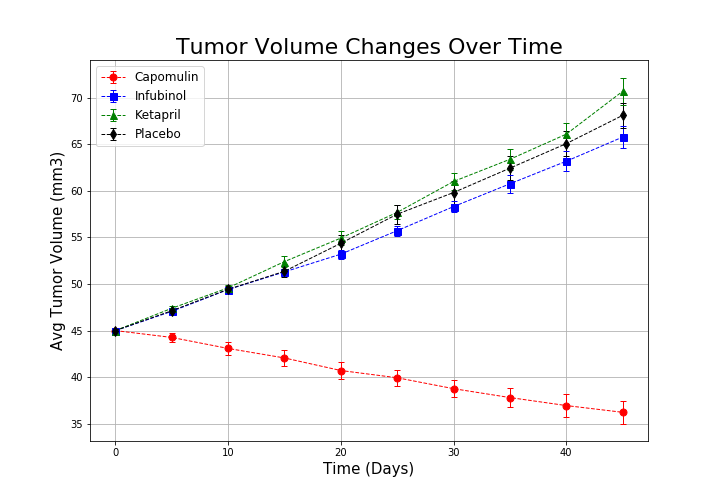 Tumor Volume Changes Over Time
Capomulin
Infubinol
Ketapril
Placebo
Avg Tumor Volume (mm3)
70
65
60
55
50
45
40
35
0 10 20 30 40
Time (Days)